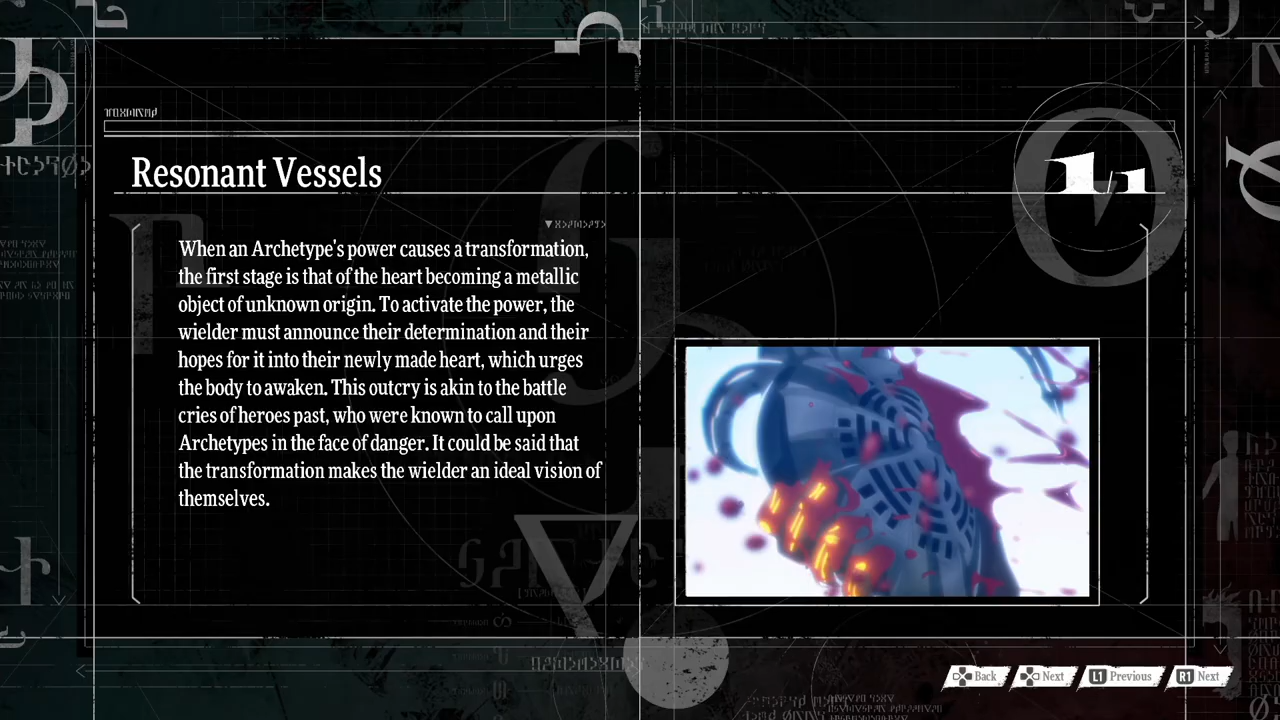 Resonant Vessels
1/1
When an Archetype's power causes a transformation,
the first stage is that of the heart becoming a metallic
object of unknown origin. To activate the power, the
wielder must announce their determination and their
hopes for it into their newly made heart, which urges
the body to awaken. This outcry is akin to the battle
cries of heroes past, who were known to call upon
Archetypes in the face of danger. It could be said that
the transformation makes the wielder an ideal vision of
themselves.
Back Next L1 Previous R1 Next